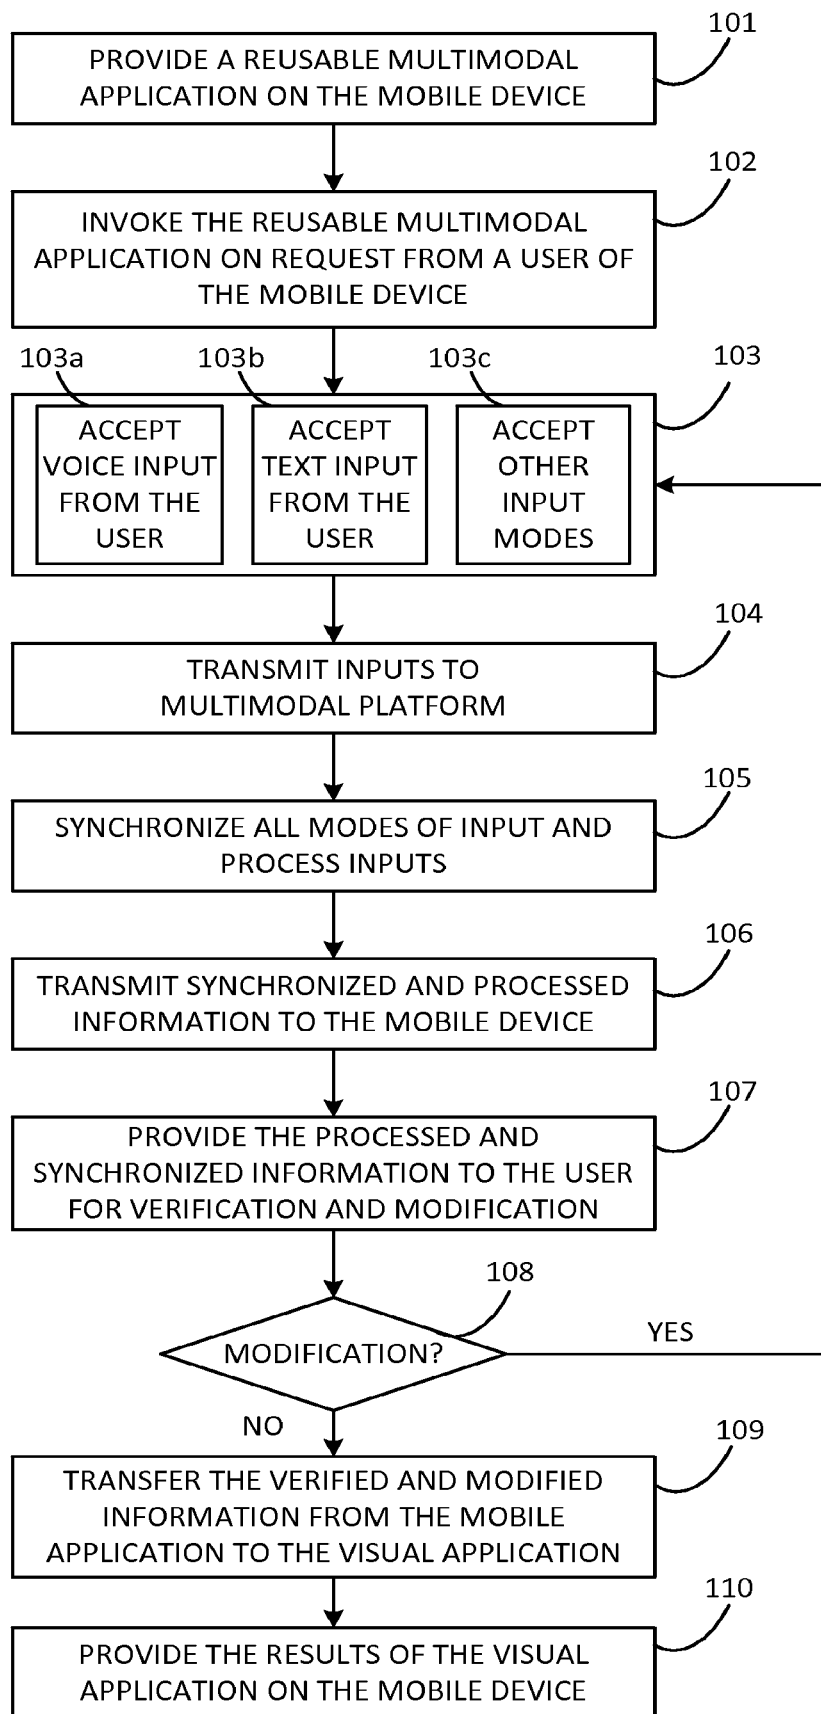 101
PROVIDE A REUSABLE MULTIMODAL
APPLICATION ON THE MOBILE DEVICE
102
INVOKE THE REUSABLE MULTIMODAL
APPLICATION ON REQUEST FROM A USER OF
THE MOBILE DEVICE
103a
103b
103c
103
ACCEPT
VOICE INPUT
FROM THE
USER
ACCEPT
TEXT INPUT
FROM THE
USER
ACCEPT
OTHER
INPUT
MODES
104
TRANSMIT INPUTS TO
MULTIMODAL PLATFORM
105
SYNCHRONIZE ALL MODES OF INPUT AND
PROCESS INPUTS
106
TRANSMIT SYNCHRONIZED AND PROCESSED
INFORMATION TO THE MOBILE DEVICE
107
PROVIDE THE PROCESSED AND
SYNCHRONIZED INFORMATION TO THE USER
FOR VERIFICATION AND MODIFICATION
108
MODIFICATION?
YES
NO
109
TRANSFER THE VERIFIED AND MODIFIED
INFORMATION FROM THE MOBILE
APPLICATION TO THE VISUAL APPLICATION
110
PROVIDE THE RESULTS OF THE VISUAL
APPLICATION ON THE MOBILE DEVICE